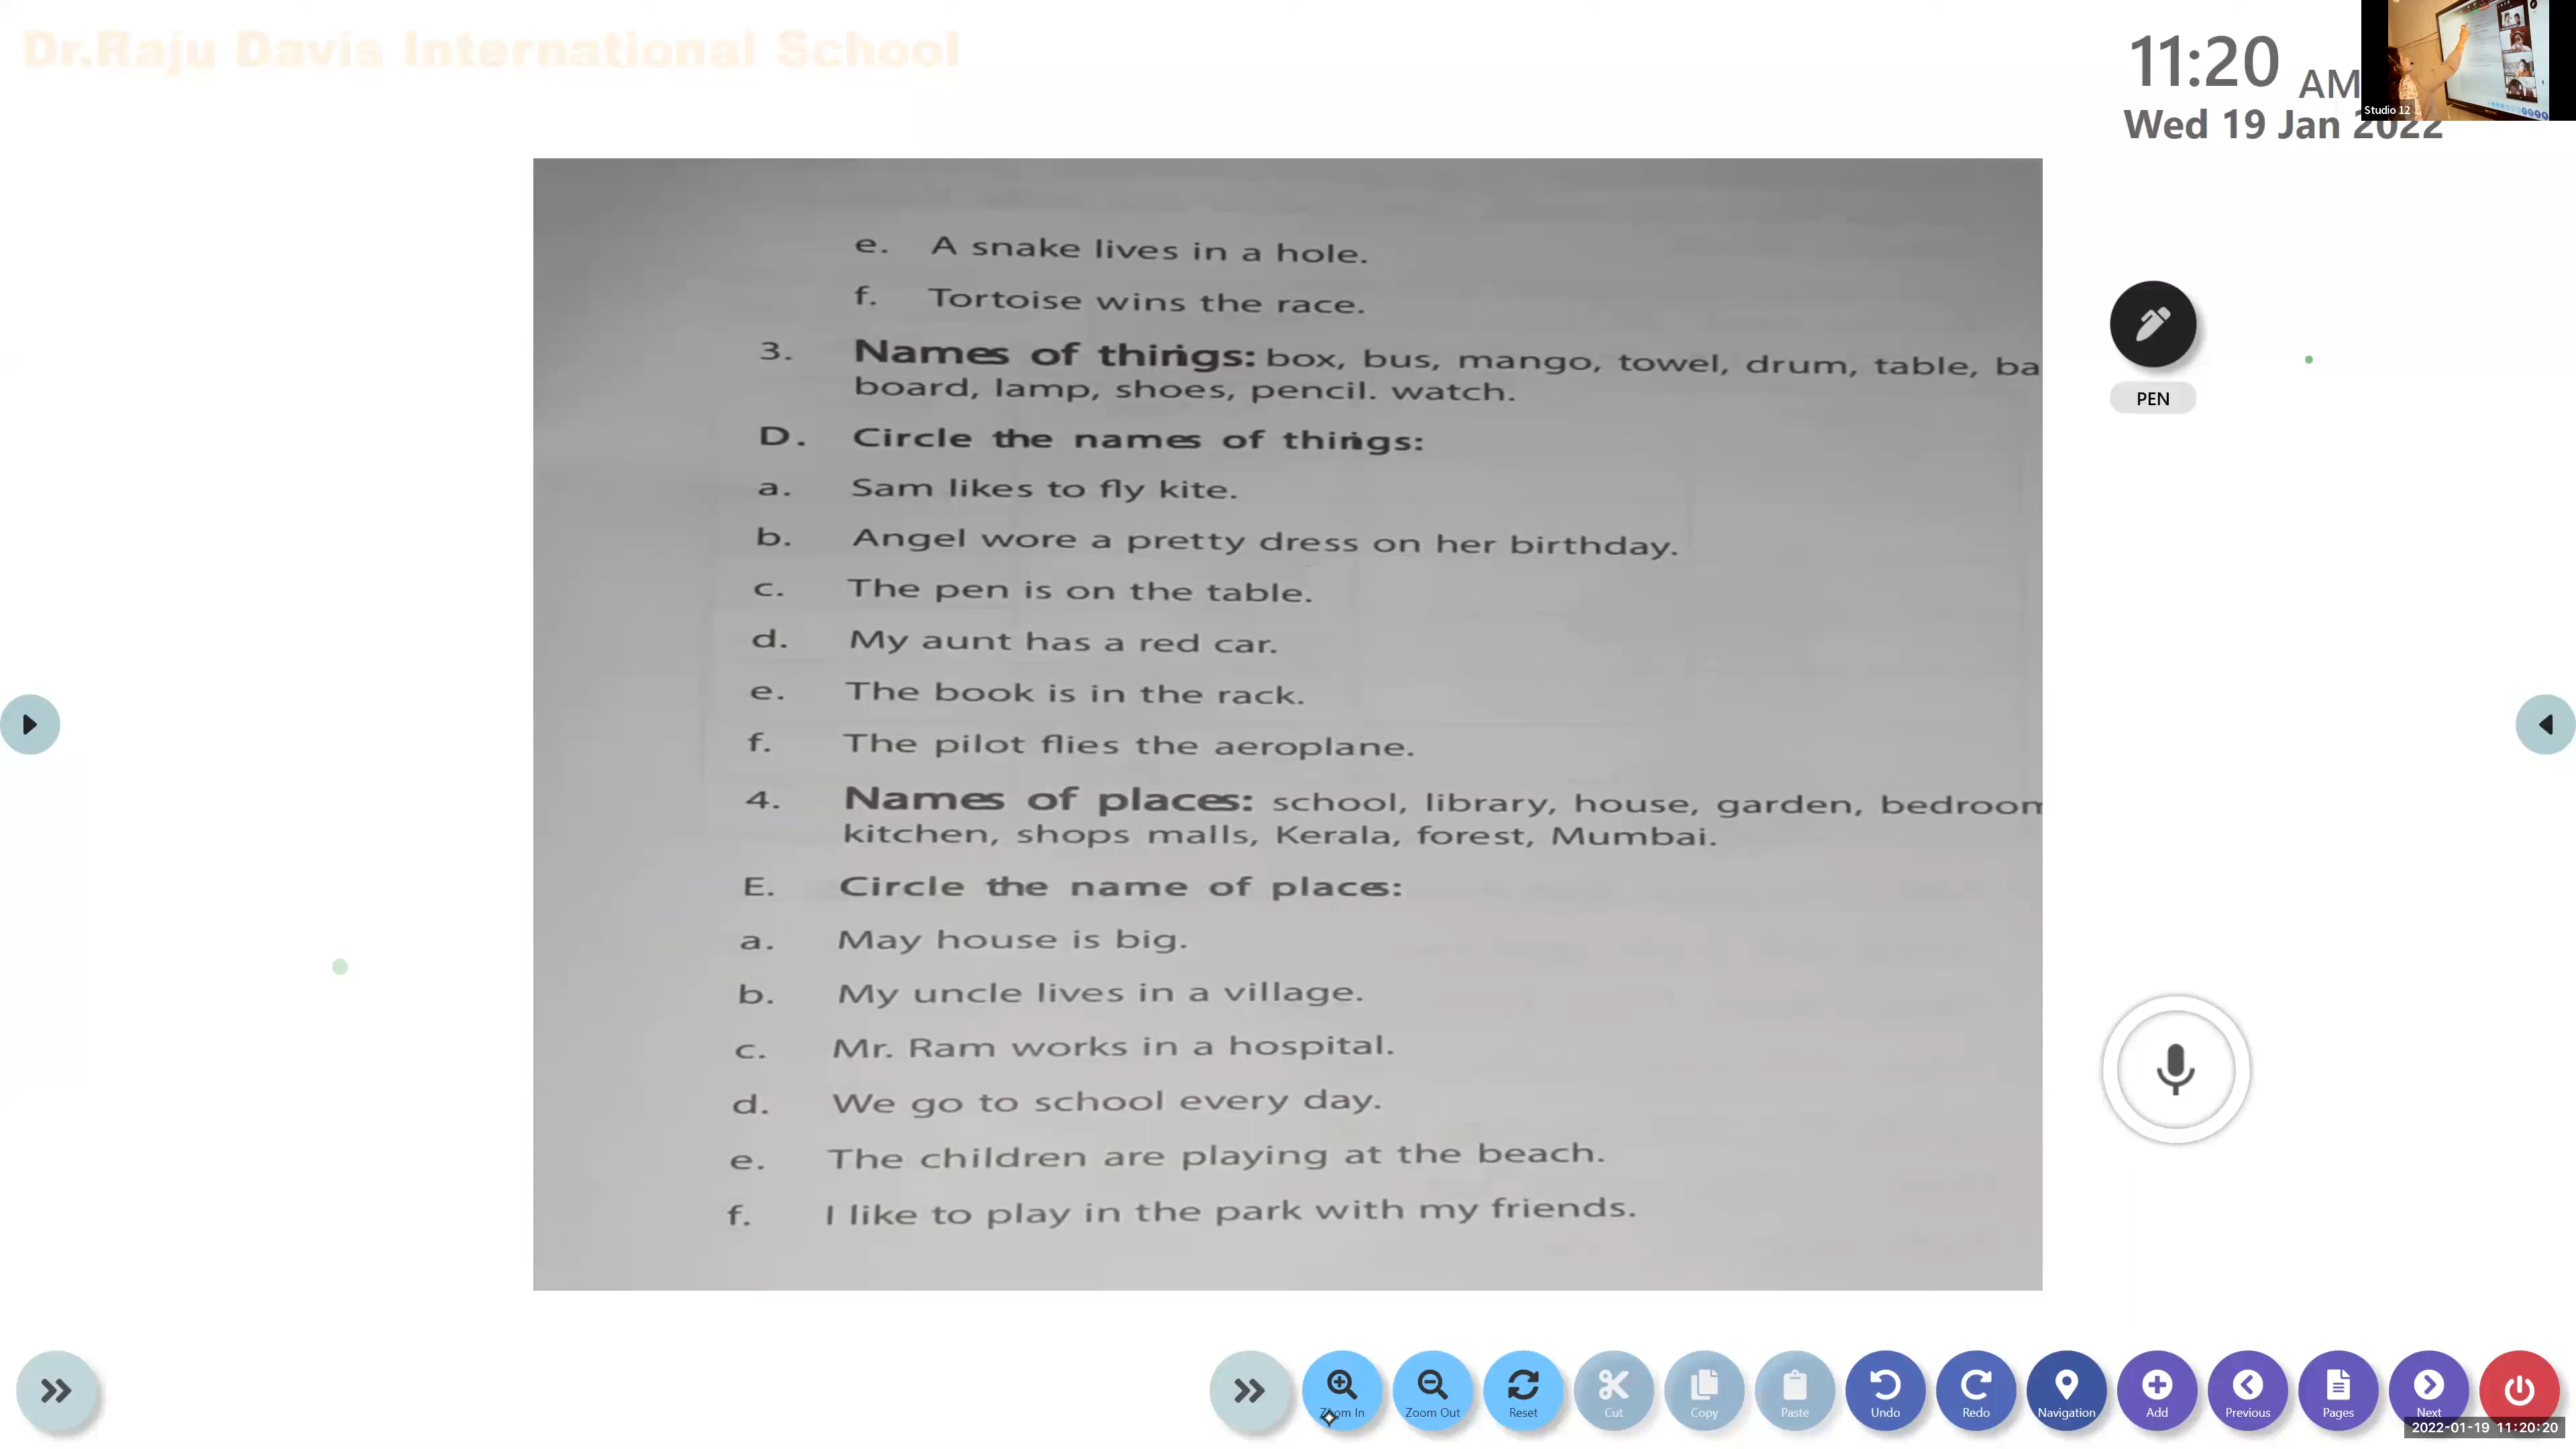 Dr.Raju Davis International School
11:20 AM
Wed 19 Jan 2022
Studio 12
e. A snake lives in a hole.
f. Tortoise wins the race.
3. Names of things: box, bus, mango, towel, drum, table, ba
board, lamp, shoes, pencil. watch.
D. Circle the names of things:
a. Sam likes to fly kite.
b. Angel wore a pretty dress on her birthday.
c. The pen is on the table.
d. My aunt has a red car.
e. The book is in the rack.
f. The pilot flies the aeroplane.
4. Names of places: school, library, house, garden, bedroom
kitchen, shops malls, Kerala, forest, Mumbai.
E. Circle the name of places:
a. May house is big.
b. My uncle lives in a village.
c. Mr. Ram works in a hospital.
d. We go to school every day.
e. The children are playing at the beach.
f. I like to play in the park with my friends.
PEN
Zoom In Zoom Out Reset Cut Copy Paste Undo Redo Navigation Add Previous Pages Next
2022-01-19 11:20:20